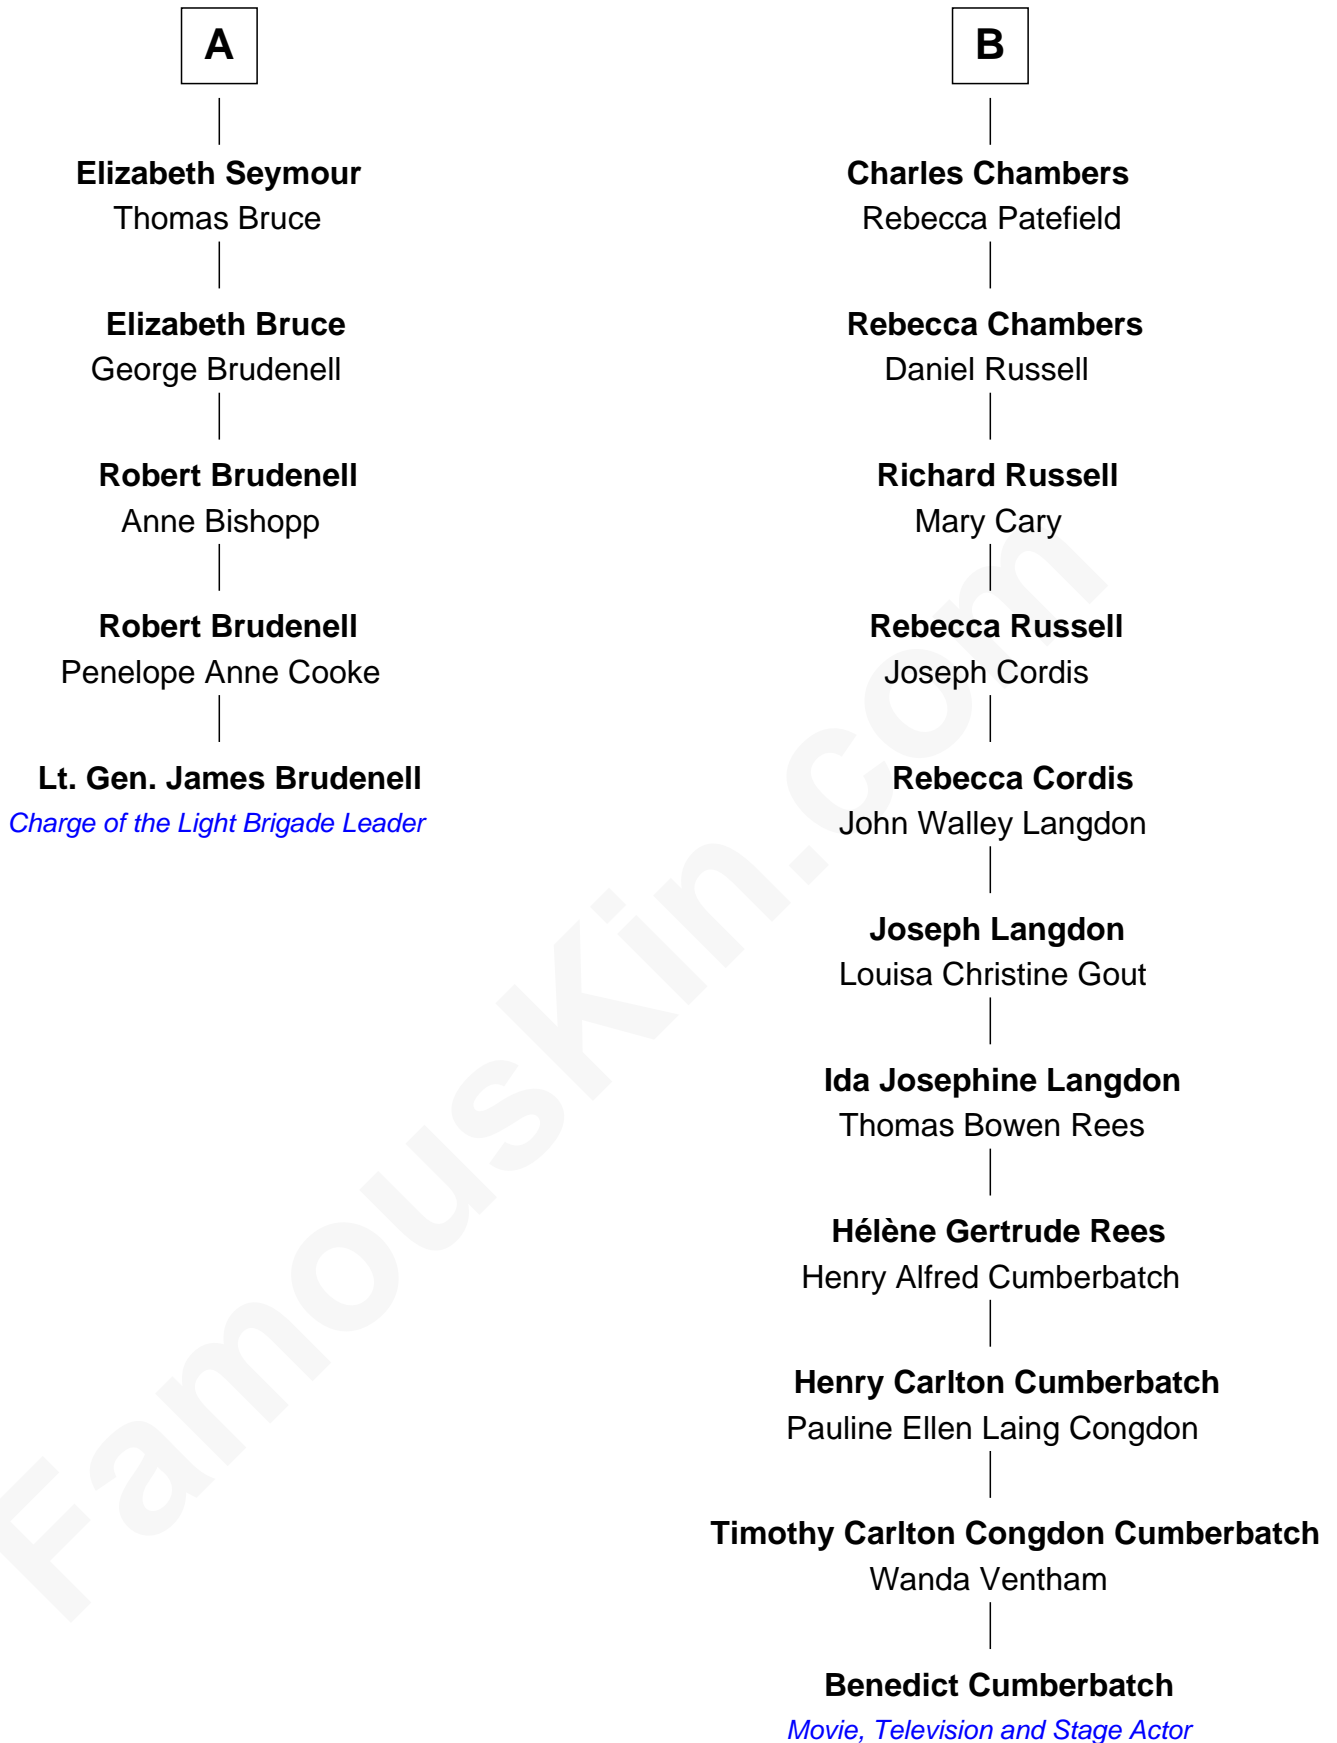 A
Elizabeth Seymour
Thomas Bruce
Elizabeth Bruce
George Brudenell
Robert Brudenell
Anne Bishopp
Robert Brudenell
Penelope Anne Cooke
Lt. Gen. James Brudenell
Charge of the Light Brigade Leader
B
Charles Chambers
Rebecca Patefield
Rebecca Chambers
Daniel Russell
Richard Russell
Mary Cary
Rebecca Russell
Joseph Cordis
Rebecca Cordis
John Walley Langdon
Joseph Langdon
Louisa Christine Gout
Ida Josephine Langdon
Thomas Bowen Rees
Hélène Gertrude Rees
Henry Alfred Cumberbatch
Henry Carlton Cumberbatch
Pauline Ellen Laing Congdon
Timothy Carlton Congdon Cumberbatch
Wanda Ventham
Benedict Cumberbatch
Movie, Television and Stage Actor
FamousKin.com